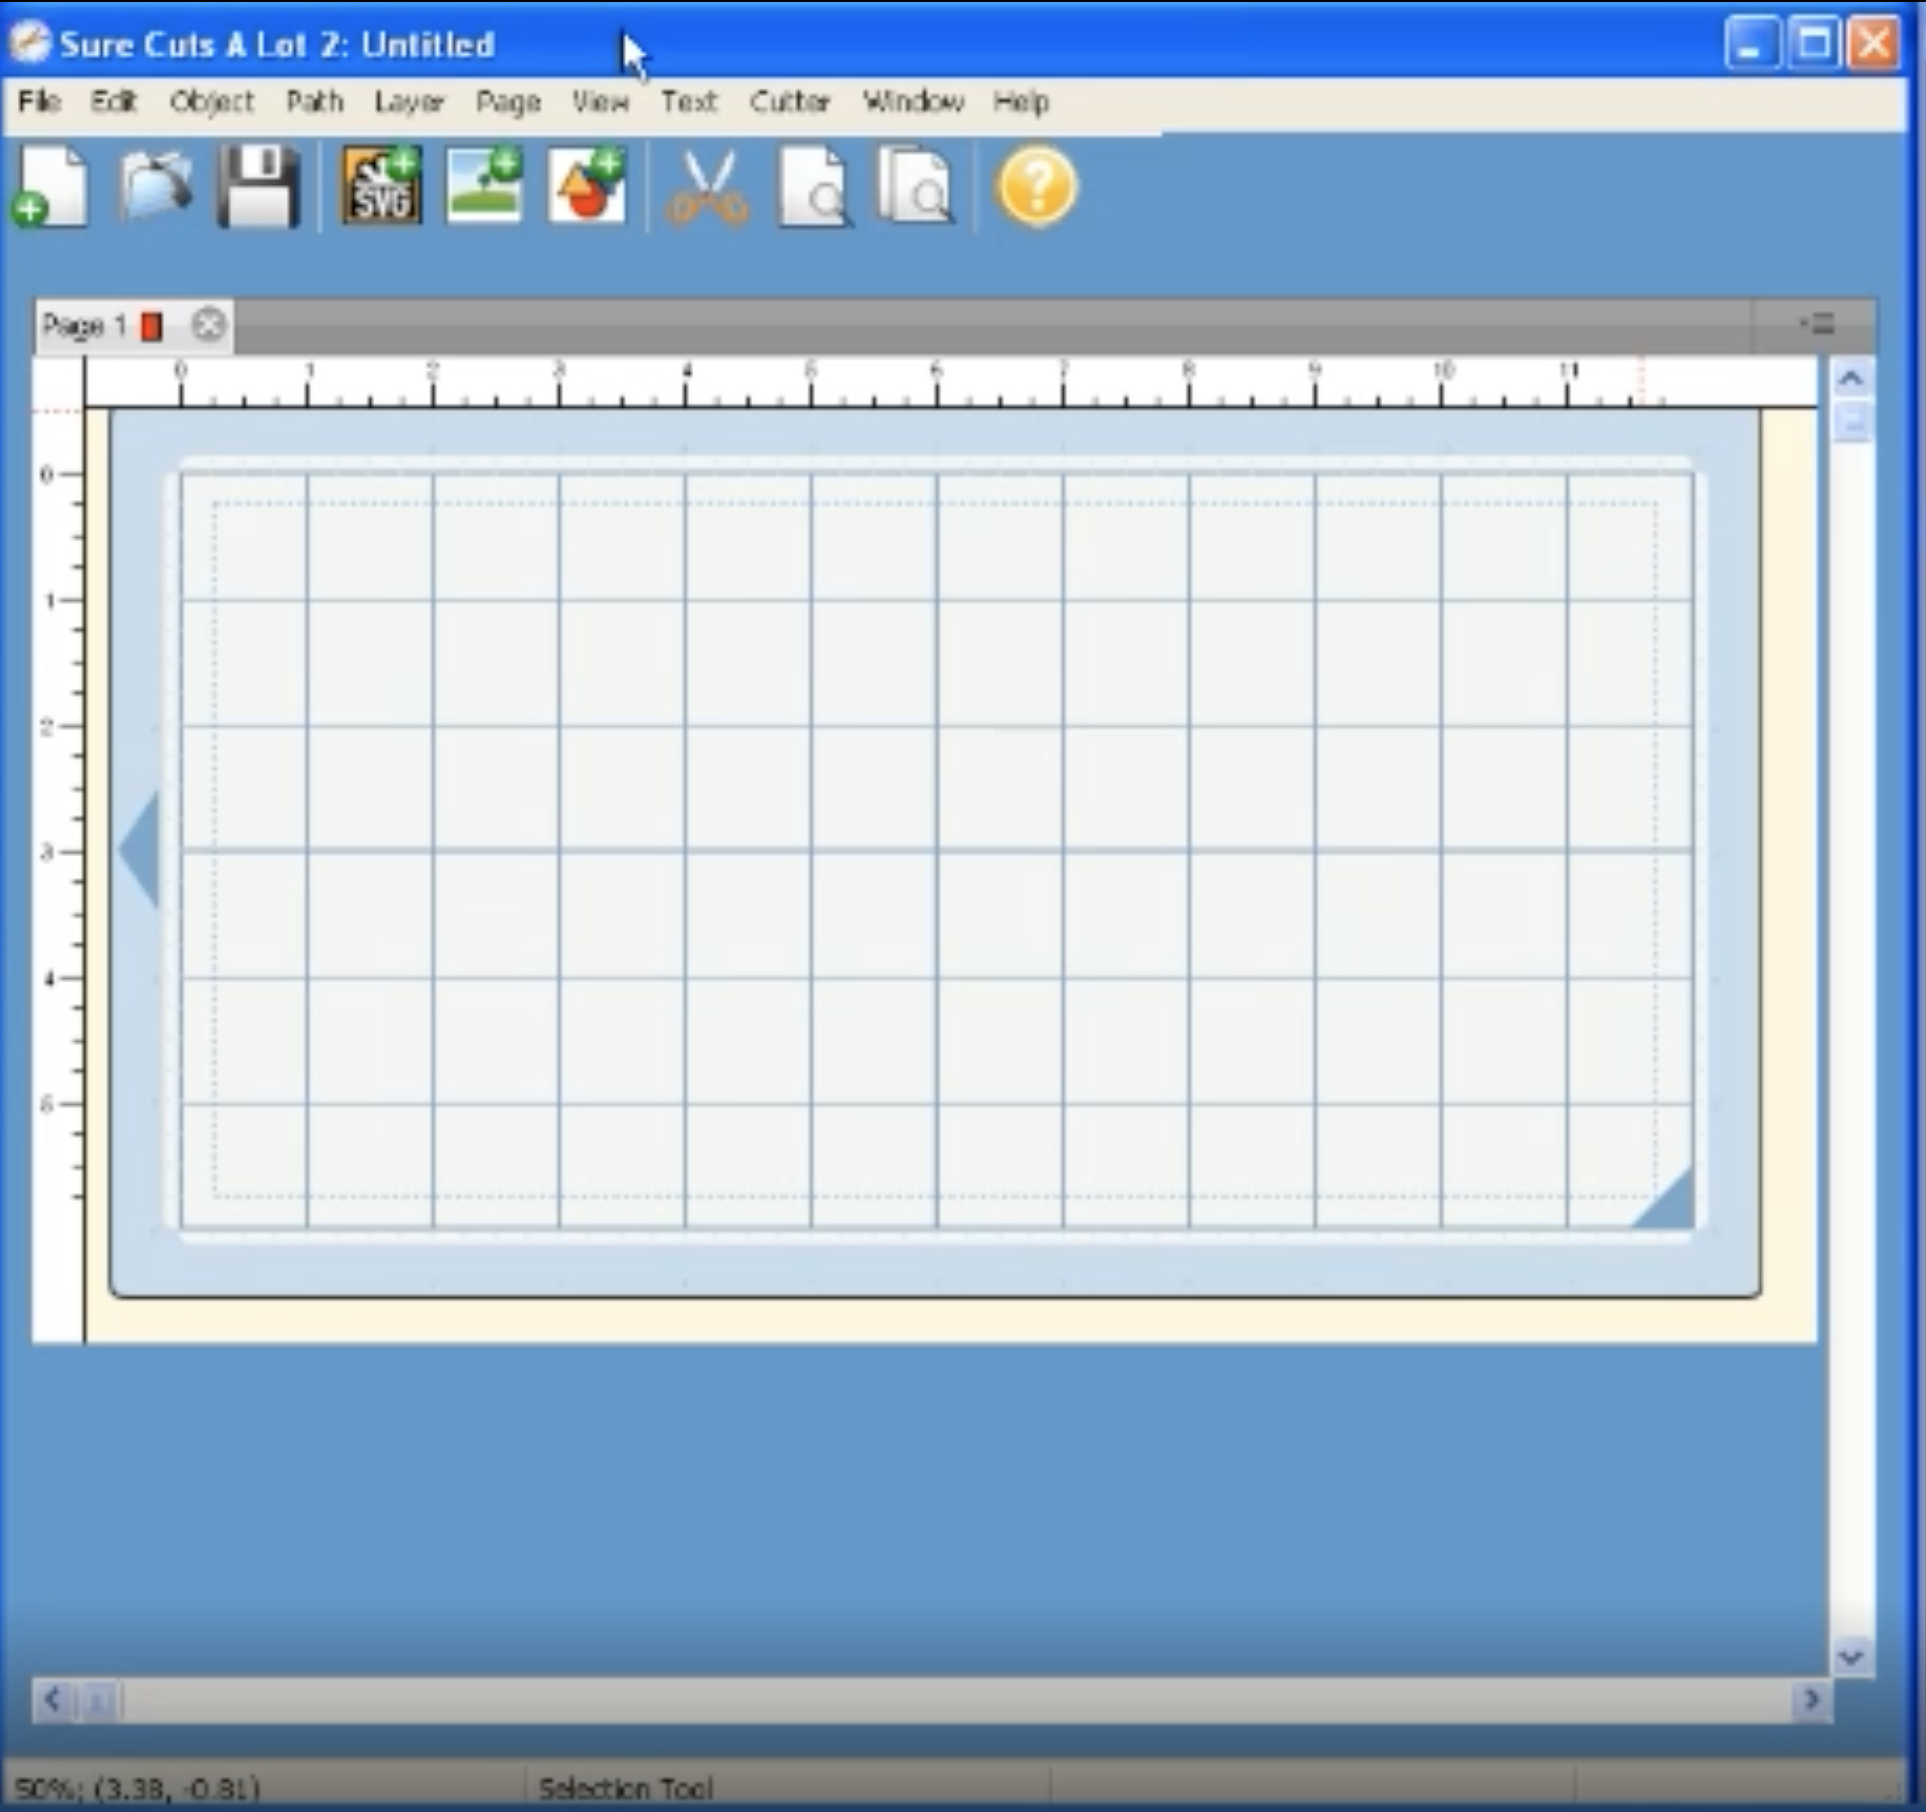 Sure Cuts A Lot 2: Untitled
File Edit Object Path Layer Page View Text Cutter Window Help
SVG
?
Page 1
0 1 2 3 4 5 6 7 8 9 10 11
0
1
2
3
4
5
50%; (3.38, -0.81) Selection Tool